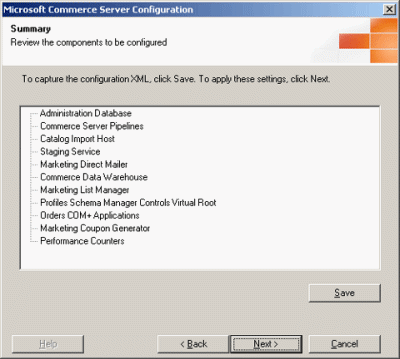 Microsoft Commerce Server Configuration
Summary
Review the components to be configured
To capture the configuration XML, click Save. To apply these settings, click Next.
Administration Database
Commerce Server Pipelines
Catalog Import Host
Staging Service
Marketing Direct Mailer
Commerce Data Warehouse
Marketing List Manager
Profiles Schema Manager Controls Virtual Root
Orders COM+ Applications
Marketing Coupon Generator
Performance Counters
Save
Help
< Back
Next >
Cancel